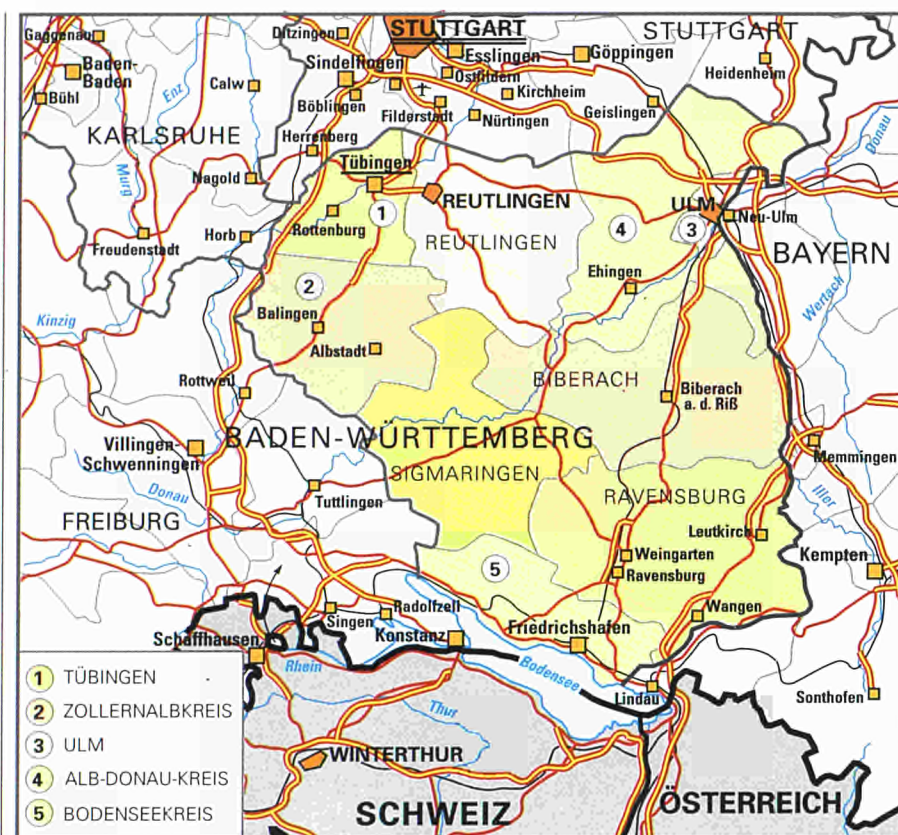 STUTTGART
STUTTGART
Gaggenau
Ditzingen
Esslingen
Göppingen
Baden-
Baden
Sindelfingen
Ostfildern
Heidenheim
Calw
Enz
Kirchheim
Bühl
Böblingen
Filderstadt
Nürtingen
Geislingen
KARLSRUHE
Herrenberg
Donau
Tübingen
Murg
Nagold
REUTLINGEN
ULM
Neu-Ulm
Rottenburg
1
4
3
Freudenstadt
Horb
REUTLINGEN
BAYERN
Ehingen
2
Wertach
Balingen
Kinzig
Albstadt
Rottweil
BIBERACH
Biberach
a. d. Riß
BADEN-WÜRTTEMBERG
Villingen-
Schwenningen
Memmingen
SIGMARINGEN
Donau
Tuttlingen
RAVENSBURG
Iller
FREIBURG
Leutkirch
Weingarten
Kempten
5
Ravensburg
Radolfzell
Singen
Wangen
Friedrichshafen
Schaffhausen
Konstanz
Rhein
Bodensee
Lindau
Sonthofen
Thur
WINTERTHUR
SCHWEIZ
ÖSTERREICH
1 TÜBINGEN
2 ZOLLERNALBKREIS
3 ULM
4 ALB-DONAU-KREIS
5 BODENSEEKREIS